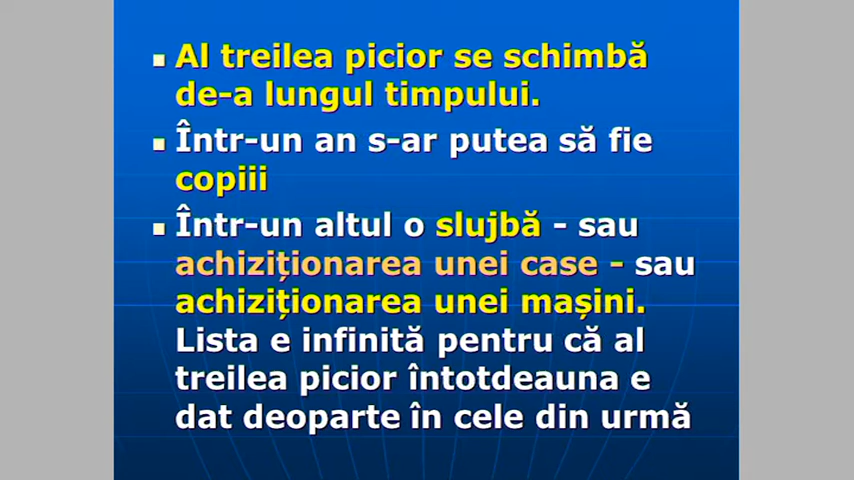 Al treilea picior se schimbă
de-a lungul timpului.
Într-un an s-ar putea să fie
copiii
Într-un altul o slujbă - sau
achiziționarea unei case - sau
achiziționarea unei mașini.
Lista e infinită pentru că al
treilea picior întotdeauna e
dat deoparte în cele din urmă